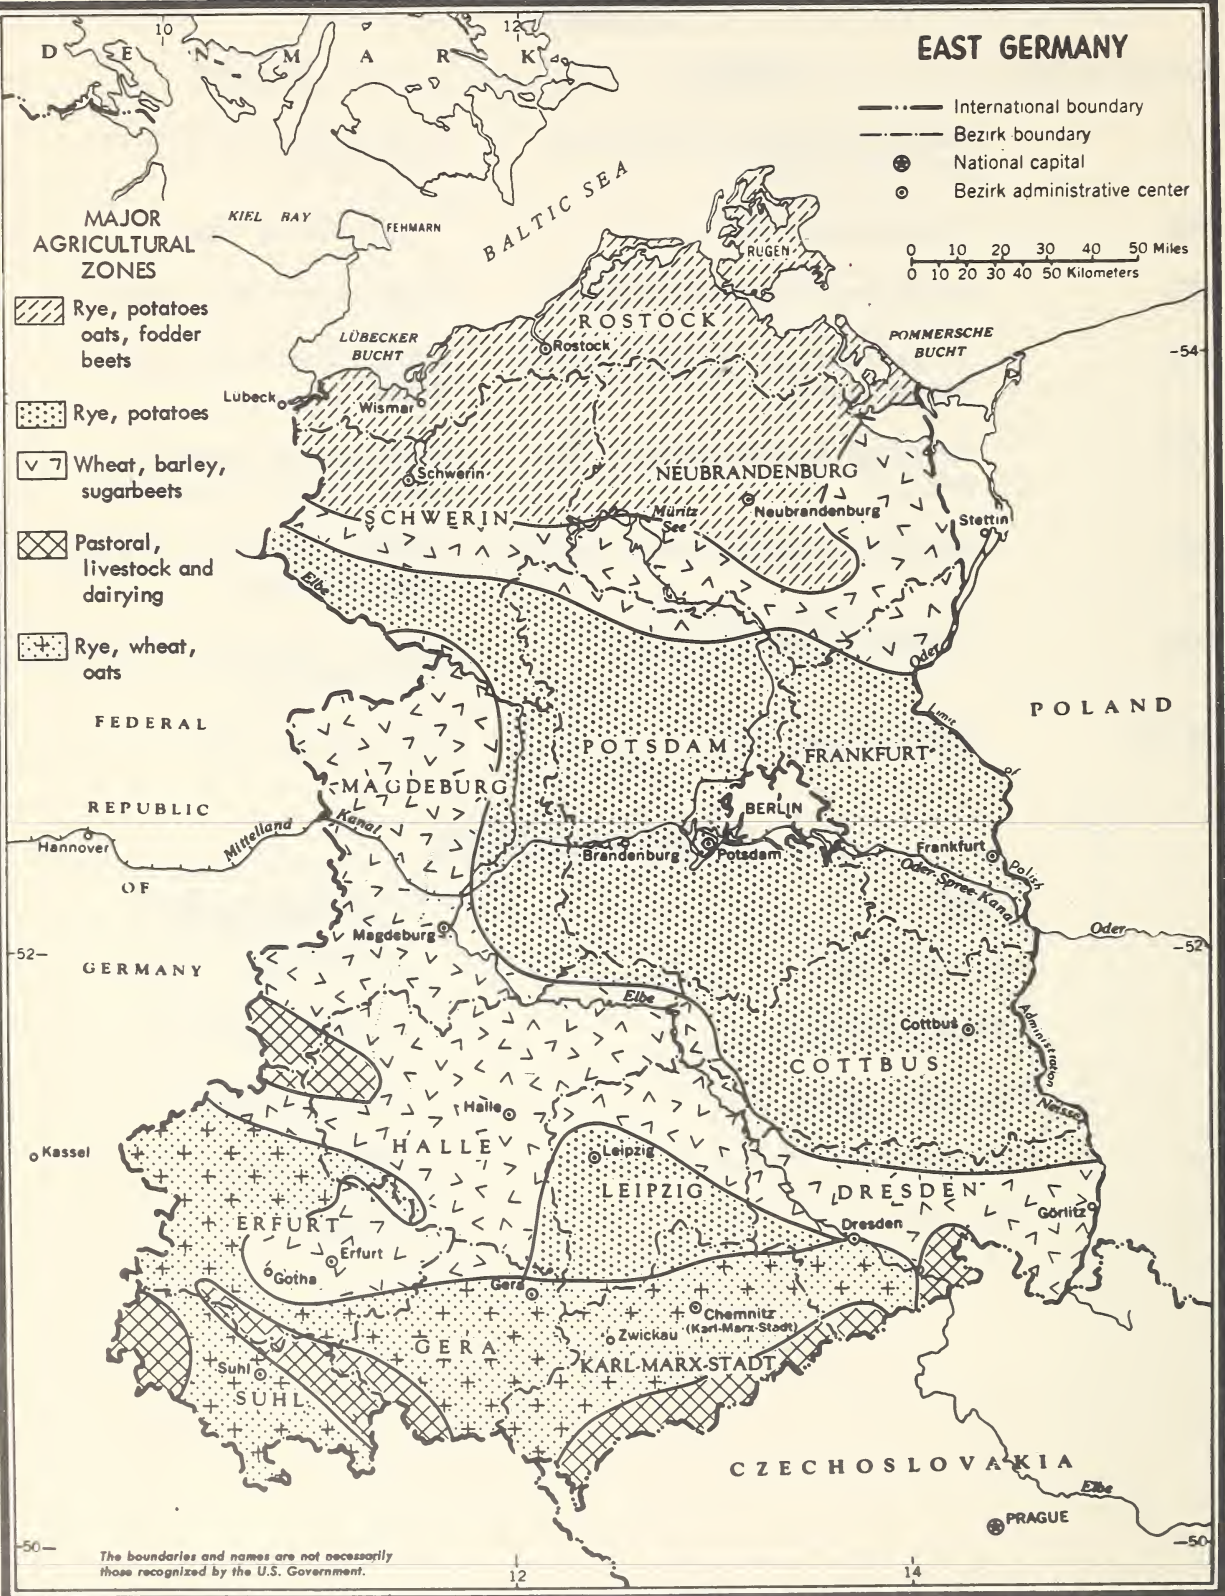 10
12
D E N M A R K
EAST GERMANY
International boundary
Bezirk boundary
National capital
Bezirk administrative center
0 10 20 30 40 50 Miles
0 10 20 30 40 50 Kilometers
MAJOR
AGRICULTURAL
ZONES
Rye, potatoes
oats, fodder
beets
Rye, potatoes
Wheat, barley,
sugarbeets
Pastoral,
livestock and
dairying
Rye, wheat,
oats
KIEL BAY
FEHMARN
BALTIC SEA
RUGEN
ROSTOCK
Rostock
LÜBECKER
BUCHT
POMMERSCHE
BUCHT
54
Lübeck
Wismar
Schwerin
NEUBRANDENBURG
Neubrandenburg
SCHWERIN
Müritz
See
Stettin
Elbe
Oder
Limit
of
POLAND
FEDERAL
REPUBLIC
OF
GERMANY
POTSDAM
FRANKFURT
MAGDEBURG
BERLIN
Hannover
Mittelland
Kanal
Brandenburg
Potsdam
Frankfurt
Oder-Spree-Kanal
Polish
Magdeburg
Oder
52
52
Elbe
Cottbus
Administration
COTTBUS
Neisse
Halle
HALLE
Kassel
Leipzig
LEIPZIG
DRESDEN
Görlitz
Dresden
ERFURT
Erfurt
Gotha
Gera
Chemnitz
(Karl-Marx-Stadt)
Zwickau
GERA
KARL-MARX-STADT
Suhl
SUHL
CZECHOSLOVAKIA
Elbe
PRAGUE
50
50
The boundaries and names are not necessarily
those recognized by the U.S. Government.
12
14